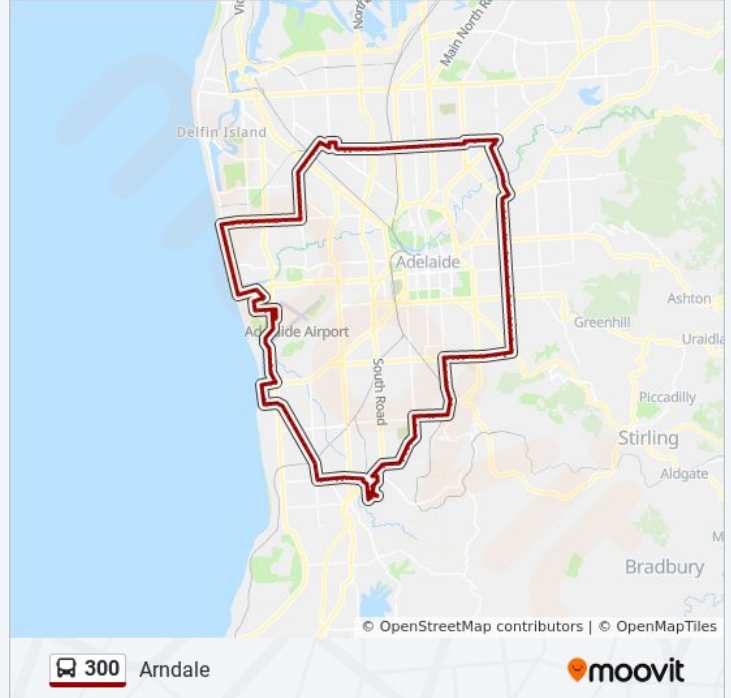 Main North R
Delfin Island
Adelaide
Ashton
Greenhill
Adelaide Airport
South Road
Piccadilly
Stirling
Aldgate
Bradbury
© OpenStreetMap contributors | © OpenMapTiles
300 Arndale
moovit